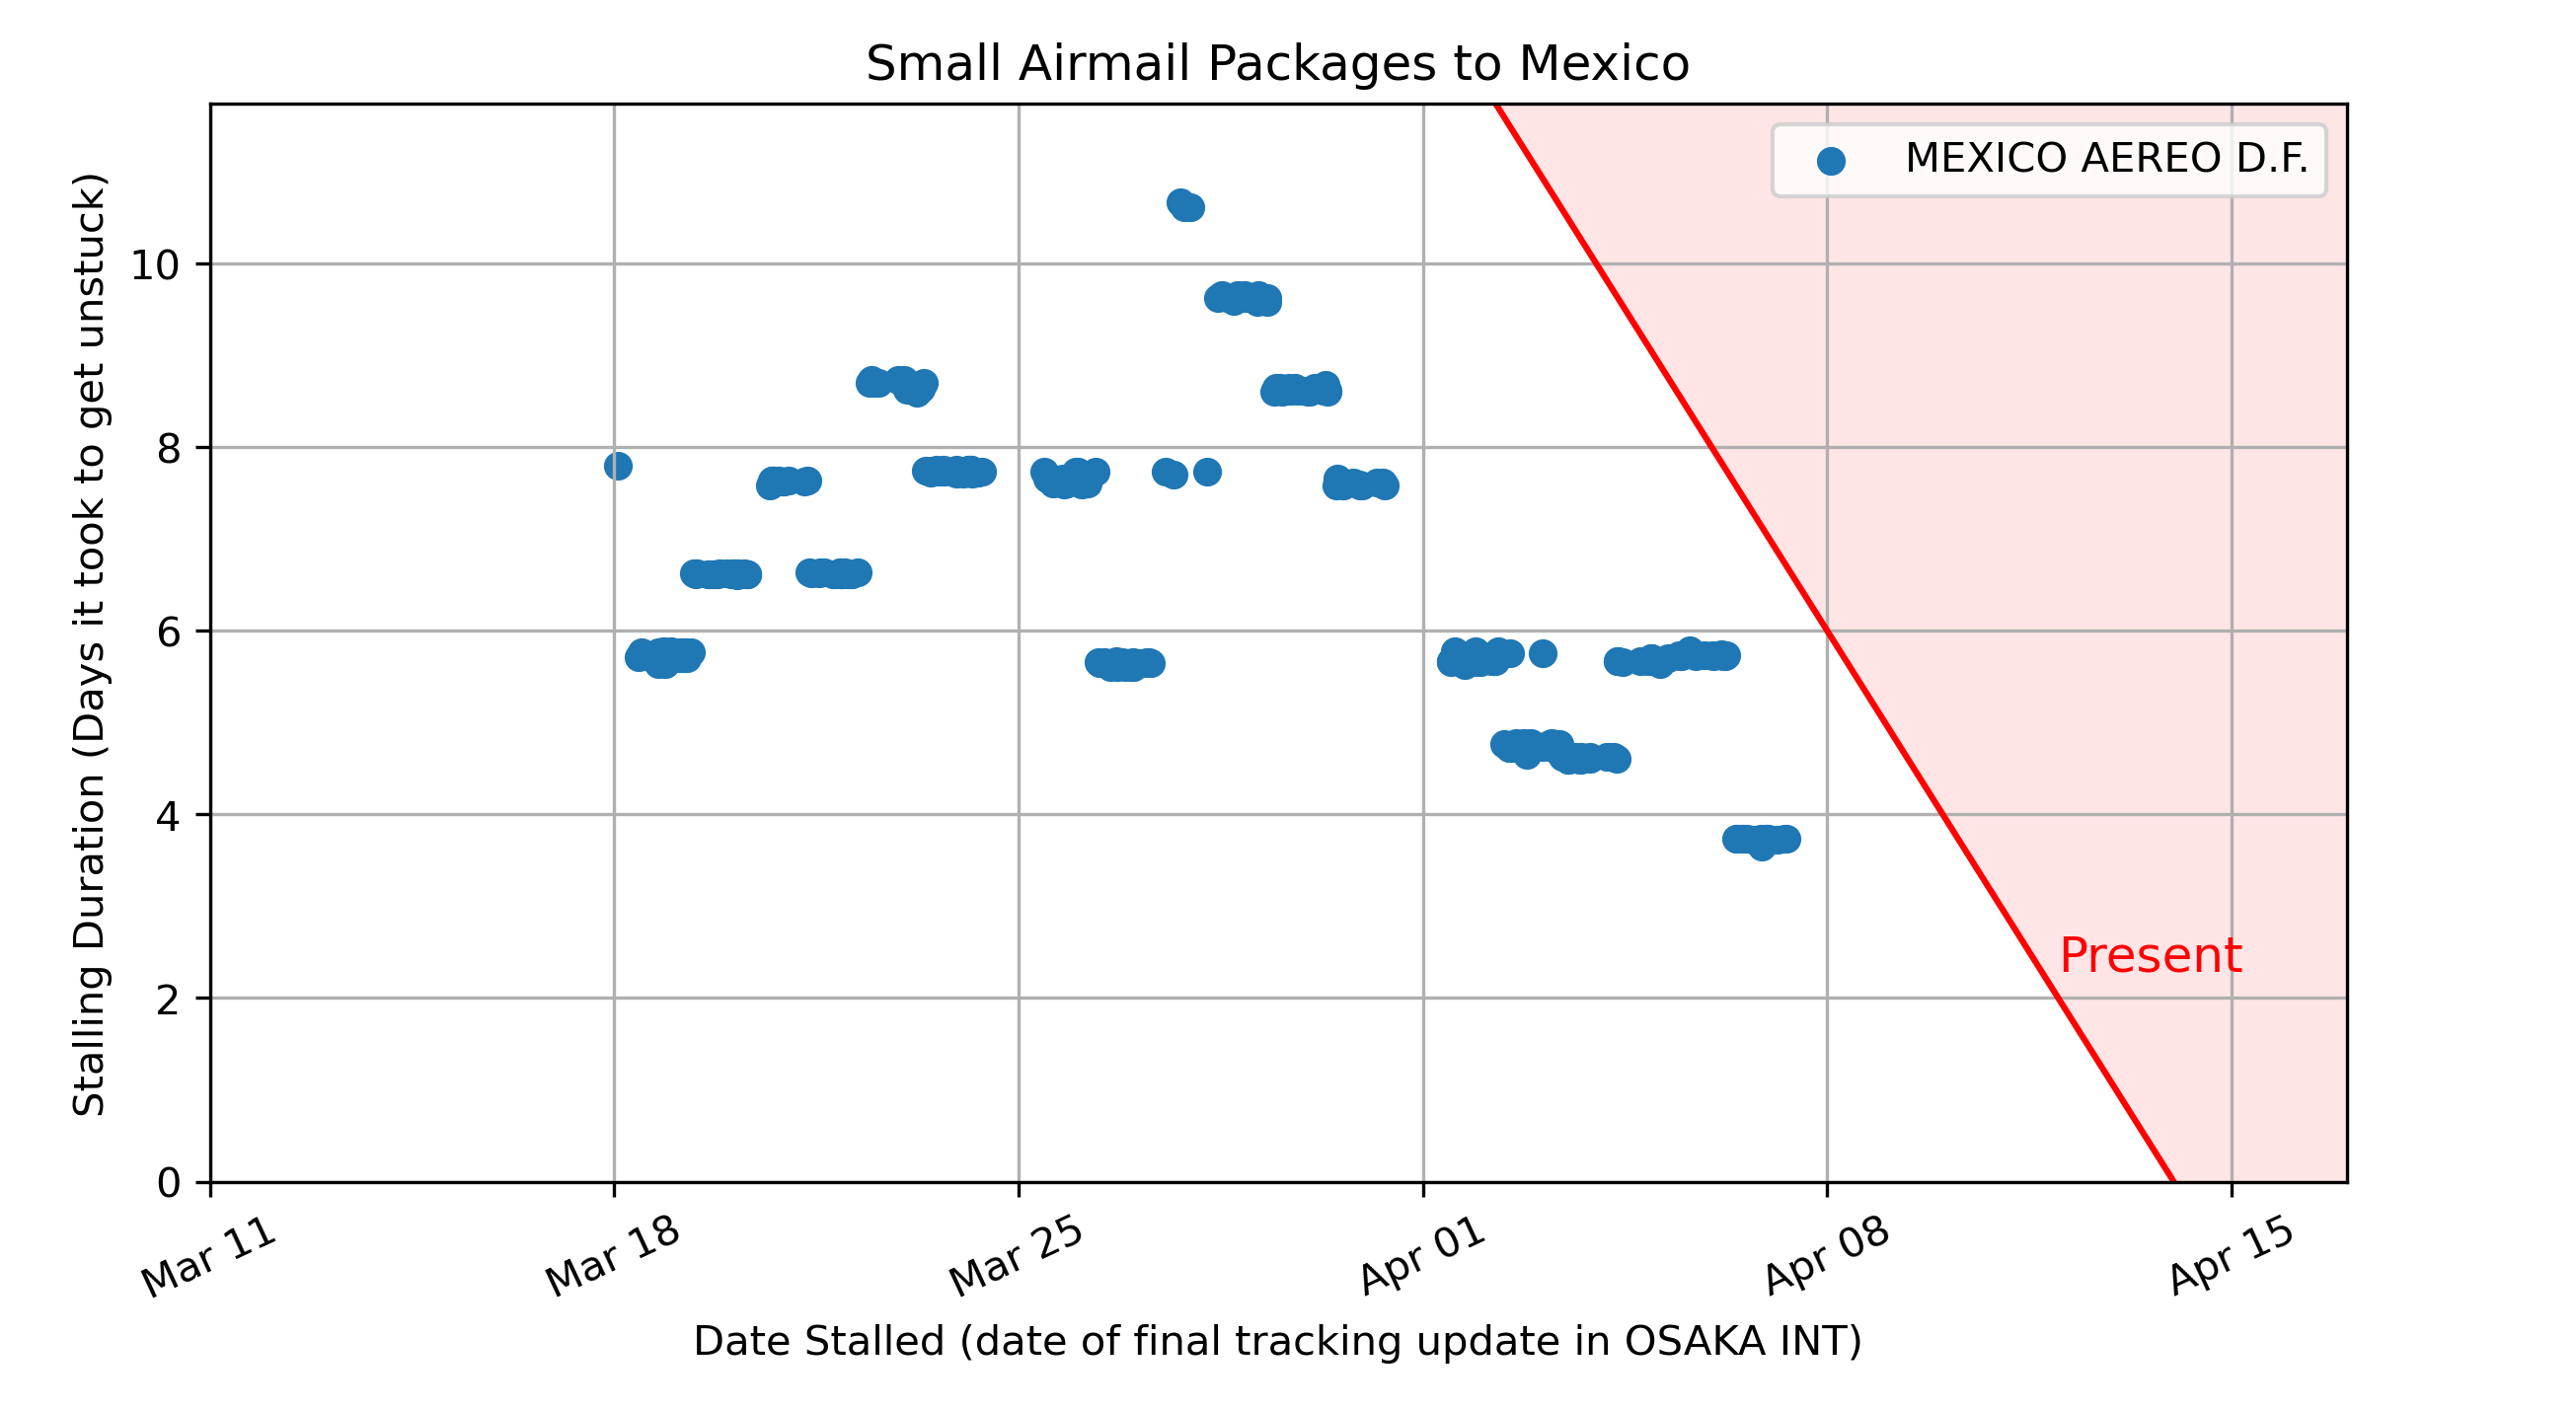 Small Airmail Packages to Mexico
MEXICO AEREO D.F.
Stalling Duration (Days it took to get unstuck)
10
8
6
4
2
0
Present
Mar 11
Mar 18
Mar 25
Apr 01
Apr 08
Apr 15
Date Stalled (date of final tracking update in OSAKA INT)